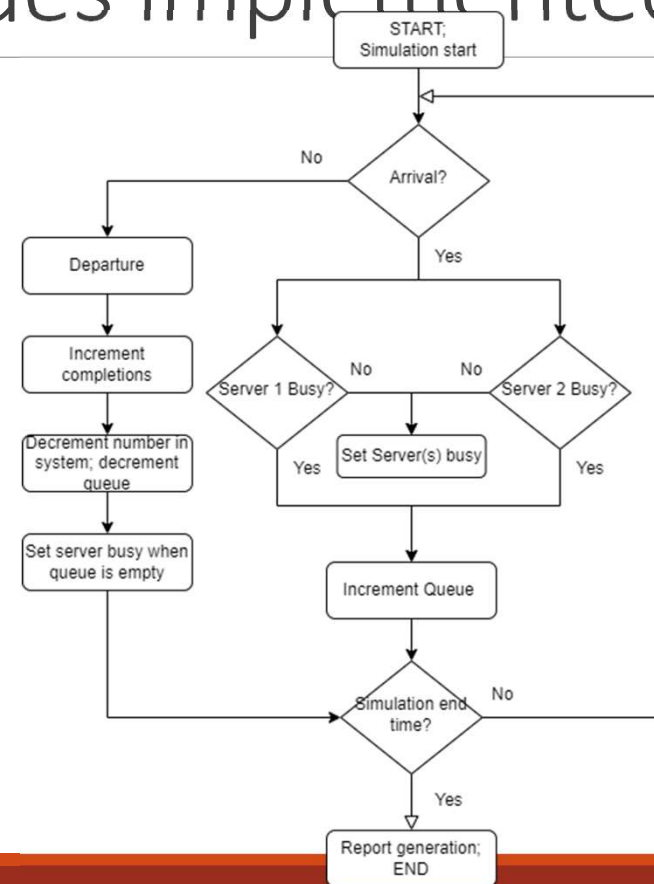 START;
Simulation start
No
Arrival?
Yes
Departure
Increment
completions
No
No
Server 1 Busy?
Server 2 Busy?
Decrement number in
system; decrement
queue
Set Server(s) busy
Yes
Yes
Set server busy when
queue is empty
Increment Queue
Simulation end
time?
No
Yes
Report generation;
END